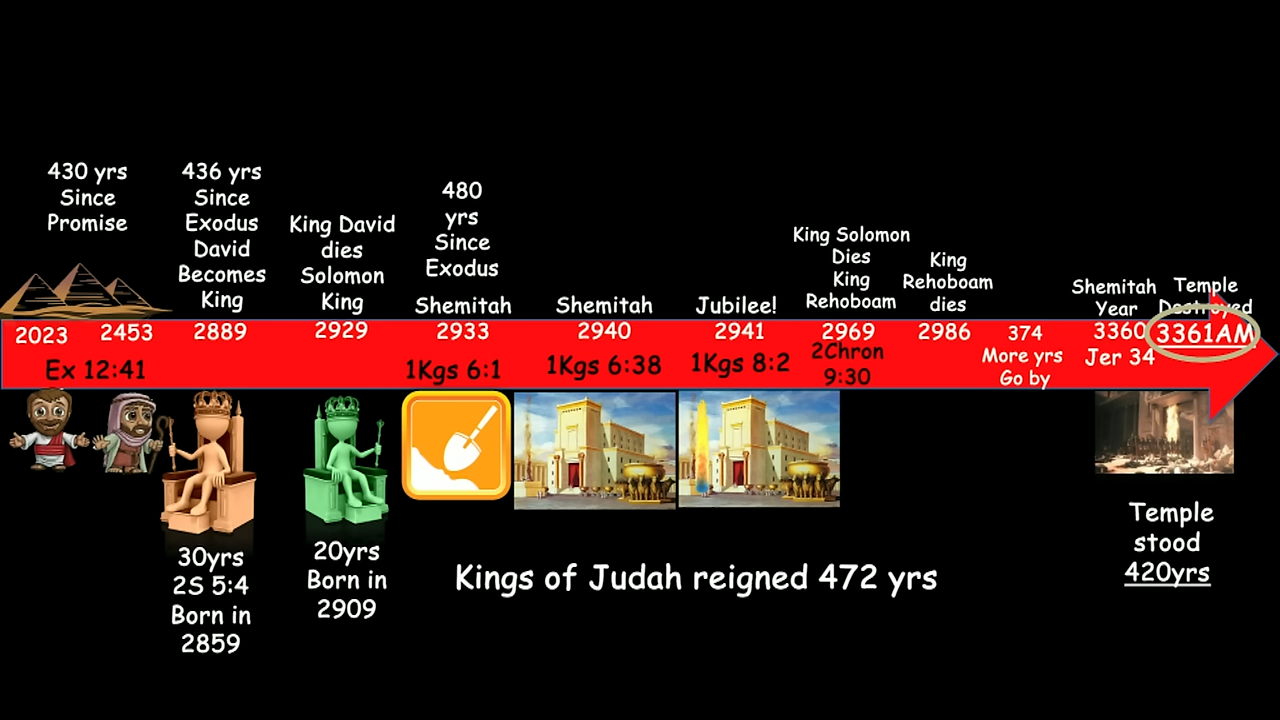 430 yrs
Since
Promise
436 yrs
Since
Exodus
David
Becomes
King
King David
dies
Solomon
King
480
yrs
Since
Exodus
Shemitah
Shemitah
Jubilee!
King Solomon
Dies
King
Rehoboam
King
Rehoboam
dies
Shemitah
Year
Temple
Destroyed
2023
2453
2889
2929
2933
2940
2941
2969
2986
374
More yrs
Go by
3360
3361AM
Ex 12:41
1Kgs 6:1
1Kgs 6:38
1Kgs 8:2
2Chron
9:30
Jer 34
30yrs
2S 5:4
Born in
2859
20yrs
Born in
2909
Kings of Judah reigned 472 yrs
Temple
stood
420yrs